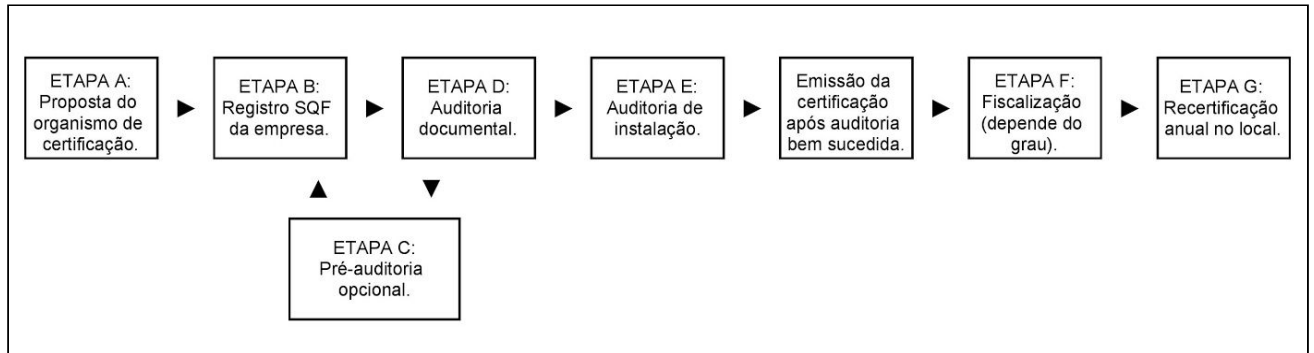 ETAPA A:
Proposta do
organismo de
certificação.
ETAPA B:
Registro SQF
da empresa.
ETAPA D:
Auditoria
documental.
ETAPA E:
Auditoria de
instalação.
Emissão da
certificação
após auditoria
bem sucedida.
ETAPA F:
Fiscalização
(depende do
grau).
ETAPA G:
Recertificação
anual no local.
ETAPA C:
Pré-auditoria
opcional.